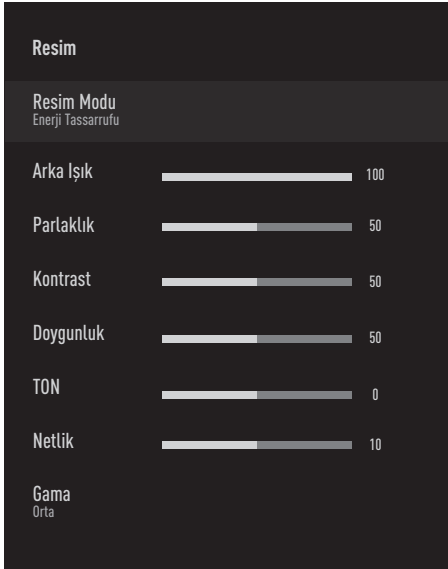 Resim
Resim Modu
Enerji Tassarrufu
Arka Işık 100
Parlaklık 50
Kontrast 50
Doygunluk 50
TON 0
Netlik 10
Gama
Orta